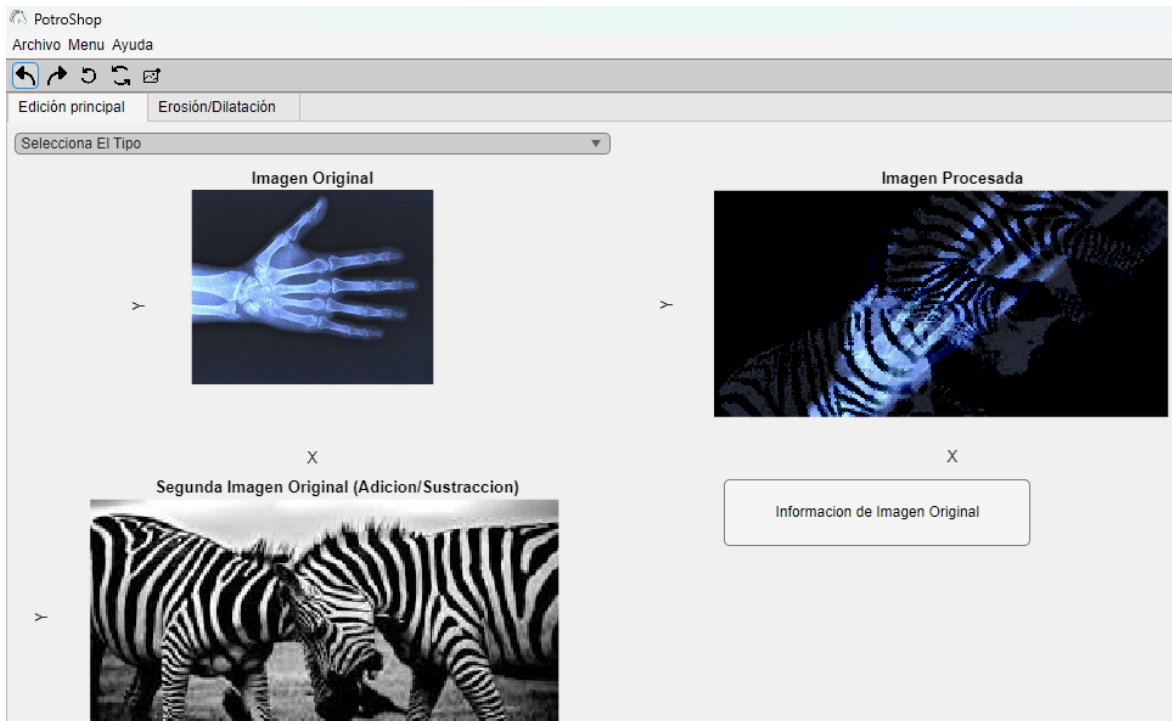 PotroShop
Archivo Menu Ayuda
Edición principal Erosión/Dilatación
Selecciona El Tipo
Imagen Original
Imagen Procesada
Y
Y
X
X
Segunda Imagen Original (Adicion/Sustraccion)
Informacion de Imagen Original
Y